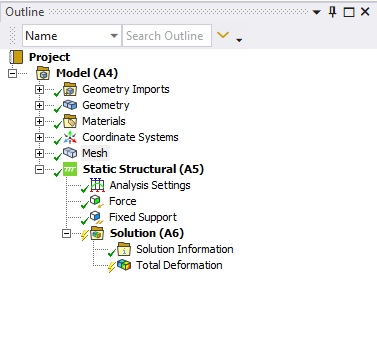 Outline
Name Search Outline
Project
Model (A4)
Geometry Imports
Geometry
Materials
Coordinate Systems
Mesh
Static Structural (A5)
Analysis Settings
Force
Fixed Support
Solution (A6)
Solution Information
Total Deformation